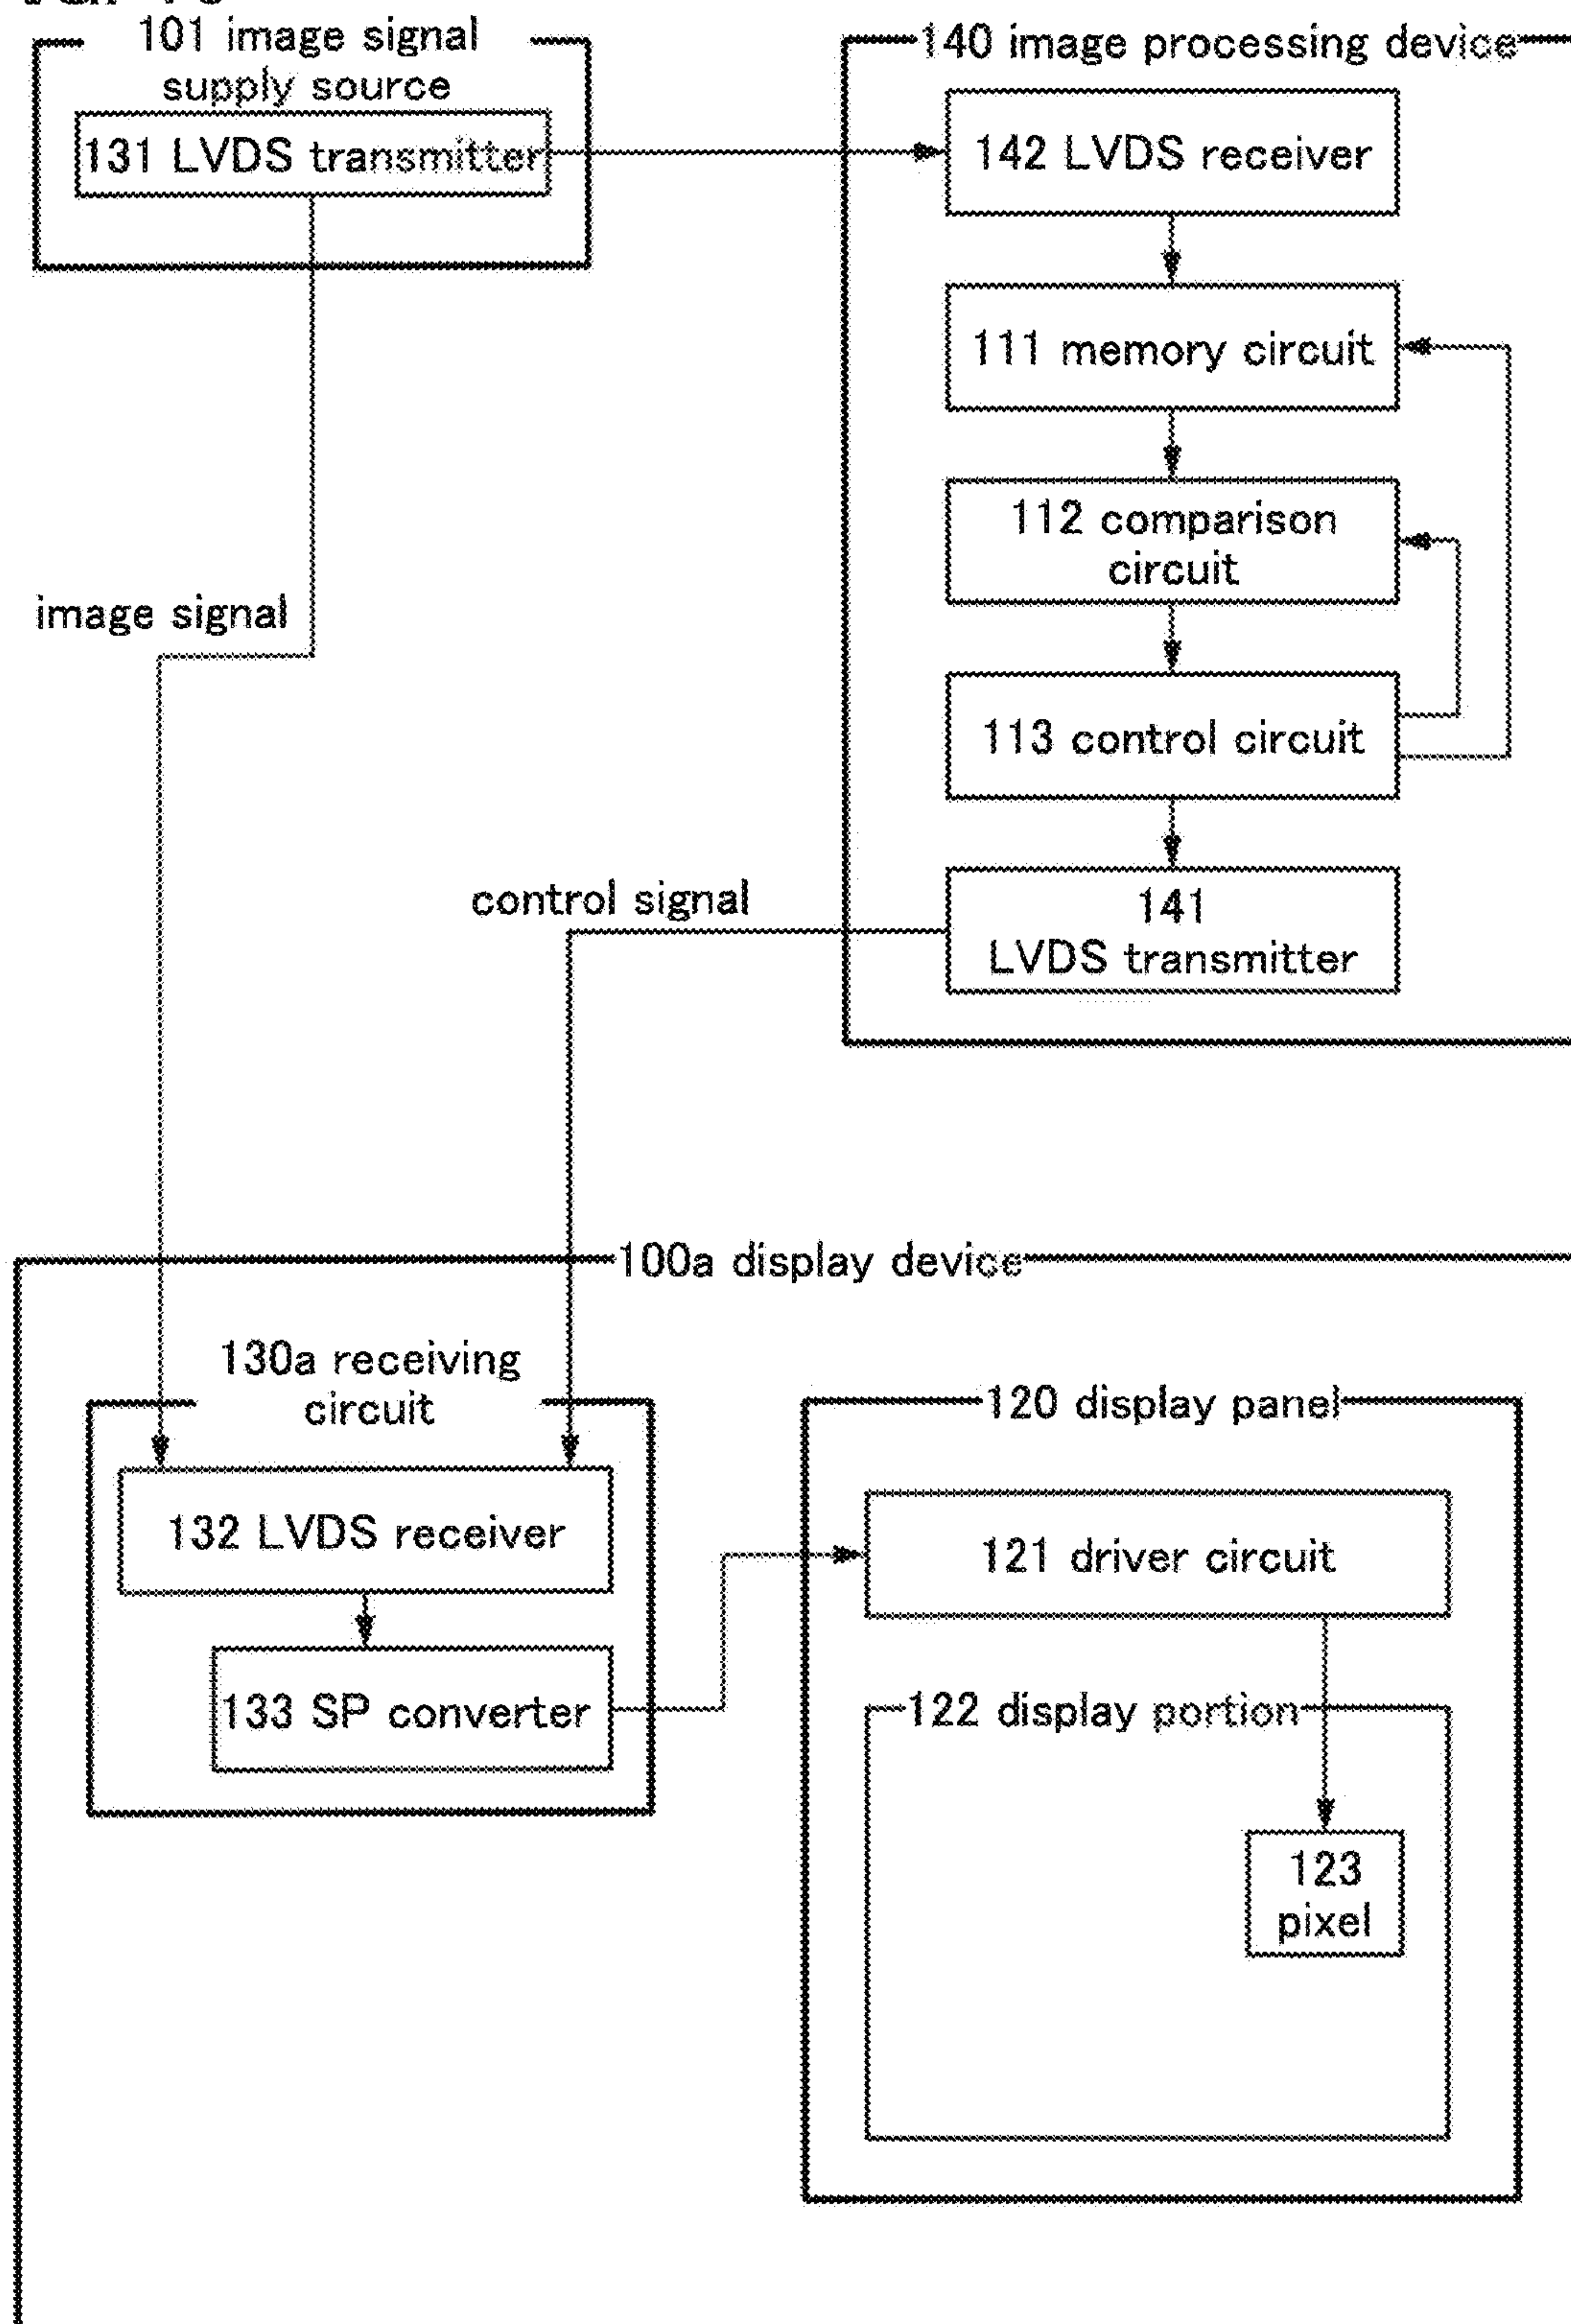 101 image signal
supply source
131 LVDS transmitter
140 image processing device
142 LVDS receiver
111 memory circuit
112 comparison
circuit
113 control circuit
141
LVDS transmitter
image signal
control signal
100a display device
130a receiving
circuit
132 LVDS receiver
133 SP converter
120 display panel
121 driver circuit
122 display portion
123
pixel